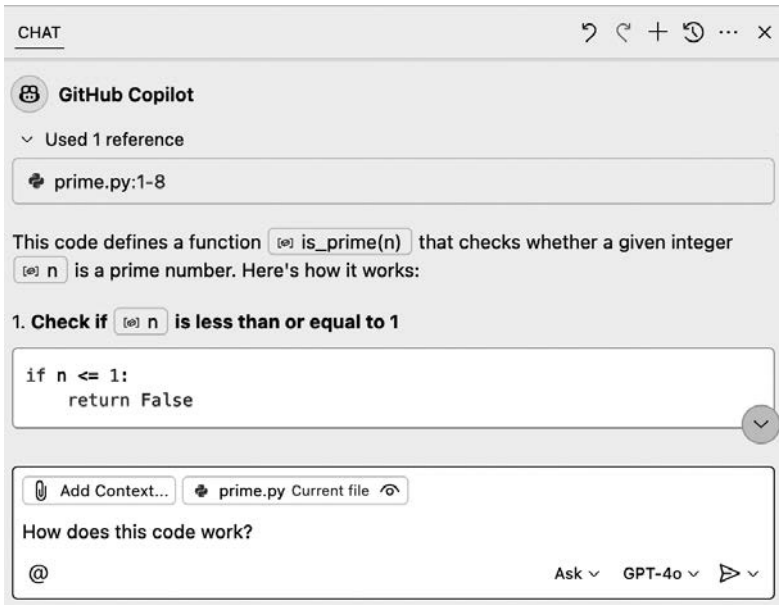 CHAT
GitHub Copilot
Used 1 reference
prime.py:1-8
This code defines a function is_prime(n) that checks whether a given integer
n is a prime number. Here's how it works:
1. Check if n is less than or equal to 1
if n <= 1:
    return False
Add Context... prime.py Current file
How does this code work?
@ Ask GPT-4o